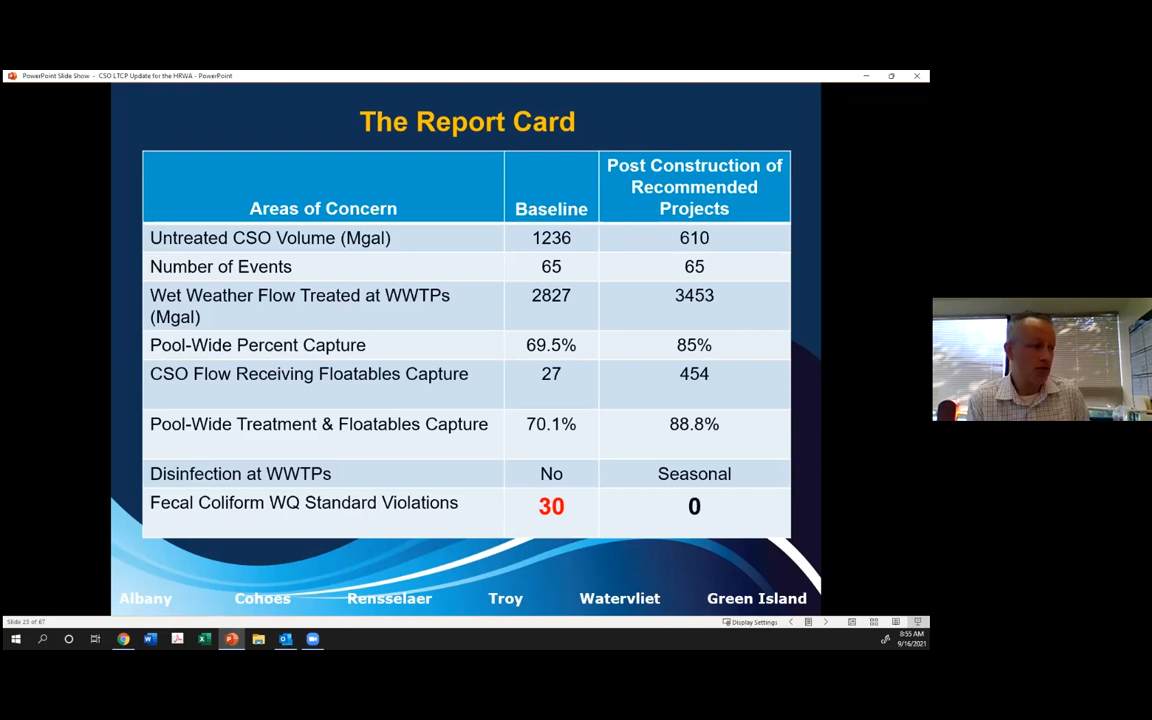 PowerPoint Slide Show - CSO LTCP Update for the HRWA - PowerPoint
The Report Card
Areas of Concern
Baseline
Post Construction of
Recommended
Projects
Untreated CSO Volume (Mgal)
1236
610
Number of Events
65
65
Wet Weather Flow Treated at WWTPs
(Mgal)
2827
3453
Pool-Wide Percent Capture
69.5%
85%
CSO Flow Receiving Floatables Capture
27
454
Pool-Wide Treatment & Floatables Capture
70.1%
88.8%
Disinfection at WWTPs
No
Seasonal
Fecal Coliform WQ Standard Violations
30
0
Albany Cohoes Rensselaer Troy Watervliet Green Island
Slide 23 of 67
Display Settings
8:55 AM
9/16/2021